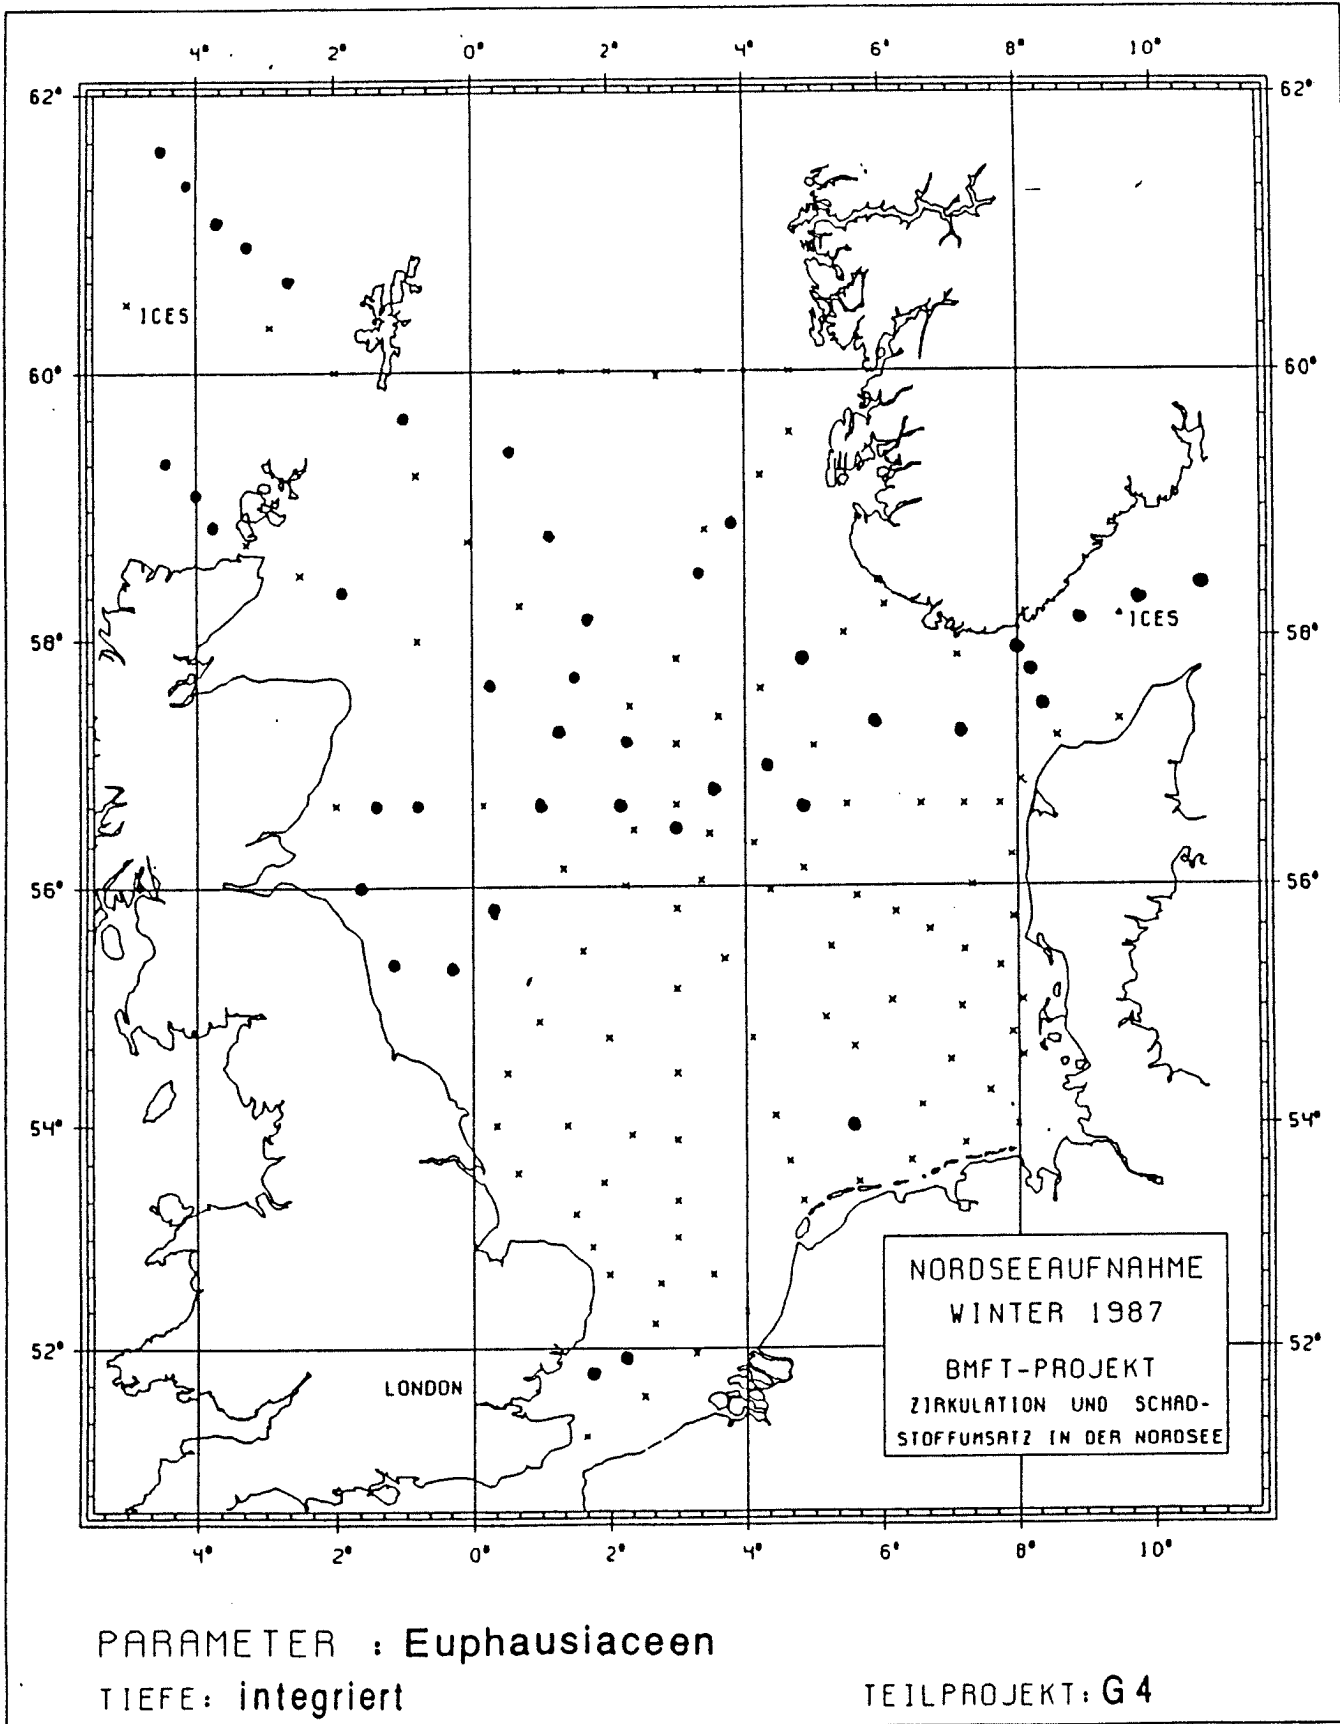 4° 2° 0° 2° 4° 6° 8° 10°
62° 62°
ICES
60° 60°
ICES
58° 58°
56° 56°
54° 54°
NORDSEEAUFNAHME
WINTER 1987
52° 52°
BMFT-PROJEKT
LONDON
ZIRKULATION UND SCHAD-
STOFFUMSATZ IN DER NORDSEE
4° 2° 0° 2° 4° 6° 8° 10°
PARAMETER : Euphausiaceen
TIEFE: integriert
TEILPROJEKT: G4